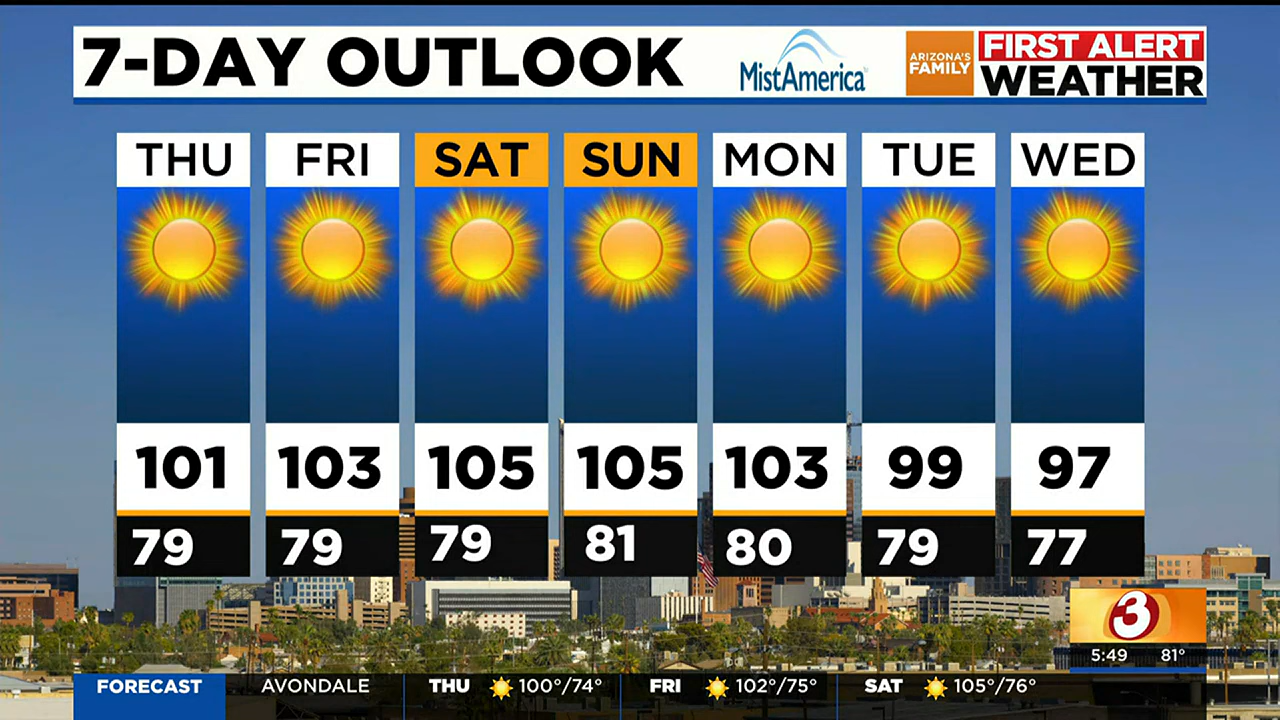 7-DAY OUTLOOK
MistAmerica
ARIZONA'S FAMILY
FIRST ALERT
WEATHER
THU FRI SAT SUN MON TUE WED
101 103 105 105 103 99 97
79 79 79 81 80 79 77
3
5:49 81°
FORECAST AVONDALE THU 100°/74° FRI 102°/75° SAT 105°/76°